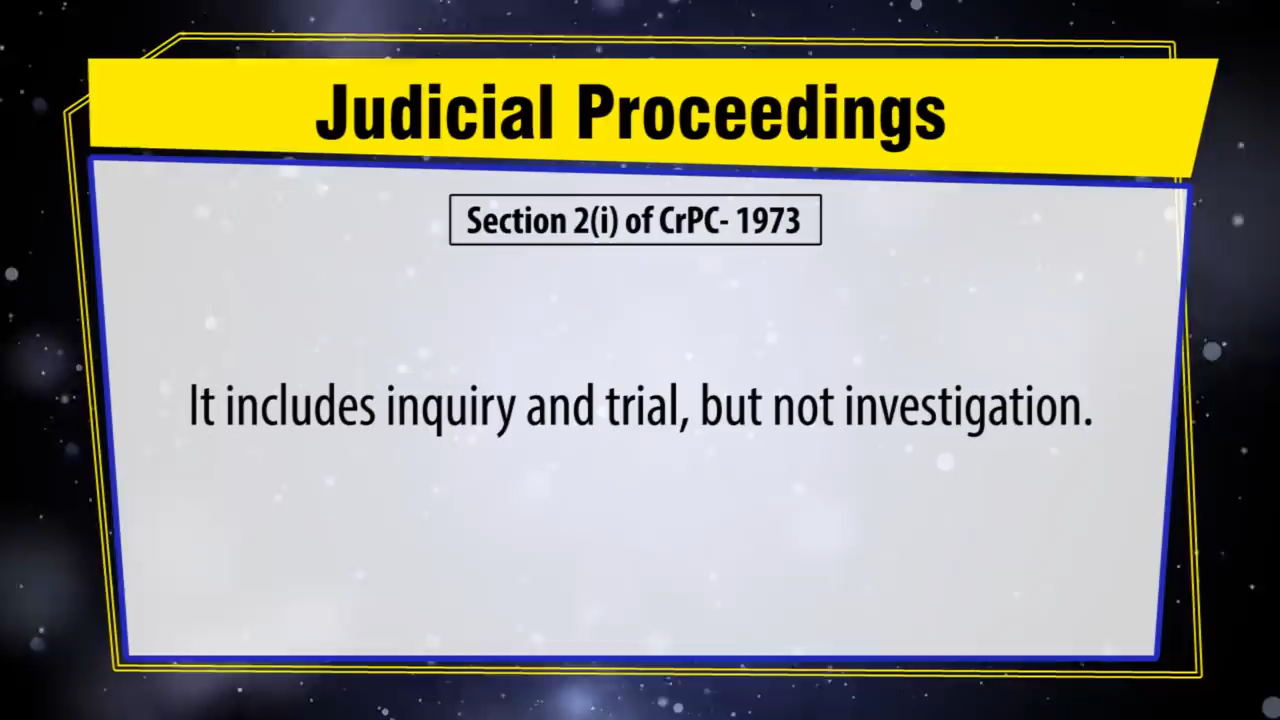 Judicial Proceedings
Section 2(i) of CrPC- 1973
It includes inquiry and trial, but not investigation.